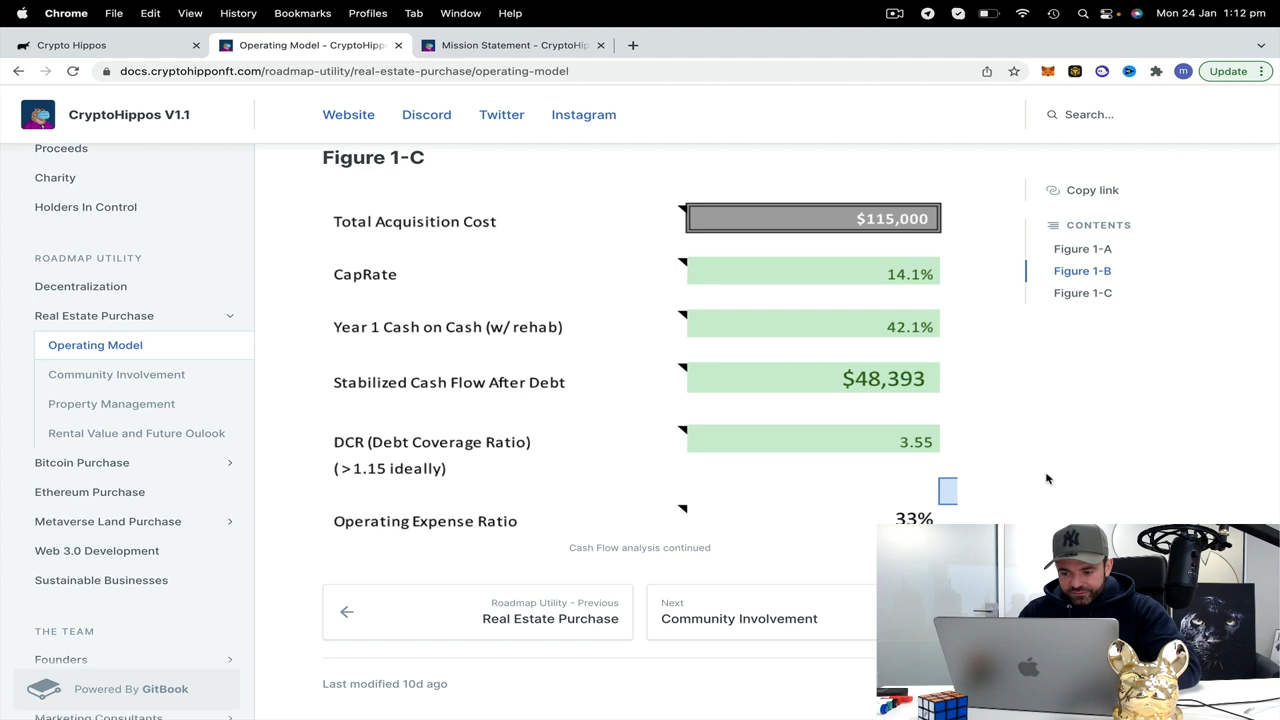 Chrome File Edit View History Bookmarks Profiles Tab Window Help Mon 24 Jan 1:12 pm
Crypto Hippos Operating Model - CryptoHipp Mission Statement - CryptoHip
docs.cryptohipponft.com/roadmap-utility/real-estate-purchase/operating-model m Update
CryptoHippos V1.1 Website Discord Twitter Instagram Search...
Proceeds
Charity
Holders In Control
ROADMAP UTILITY
Decentralization
Real Estate Purchase
Operating Model
Community Involvement
Property Management
Rental Value and Future Oulook
Bitcoin Purchase
Ethereum Purchase
Metaverse Land Purchase
Web 3.0 Development
Sustainable Businesses
THE TEAM
Founders
Powered By GitBook
Marketing Consultants
Figure 1-C
Total Acquisition Cost $115,000
CapRate 14.1%
Year 1 Cash on Cash (w/ rehab) 42.1%
Stabilized Cash Flow After Debt $48,393
DCR (Debt Coverage Ratio) 3.55
(>1.15 ideally)
Operating Expense Ratio 33%
Cash Flow analysis continued
Roadmap Utility - Previous
Real Estate Purchase
Next
Community Involvement
Last modified 10d ago
Copy link
CONTENTS
Figure 1-A
Figure 1-B
Figure 1-C